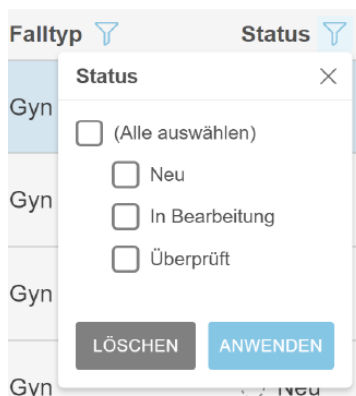 Falltyp Status
Status
Gyn
(Alle auswählen)
Neu
Gyn
In Bearbeitung
Überprüft
Gyn
LÖSCHEN ANWENDEN
Gyn Neu